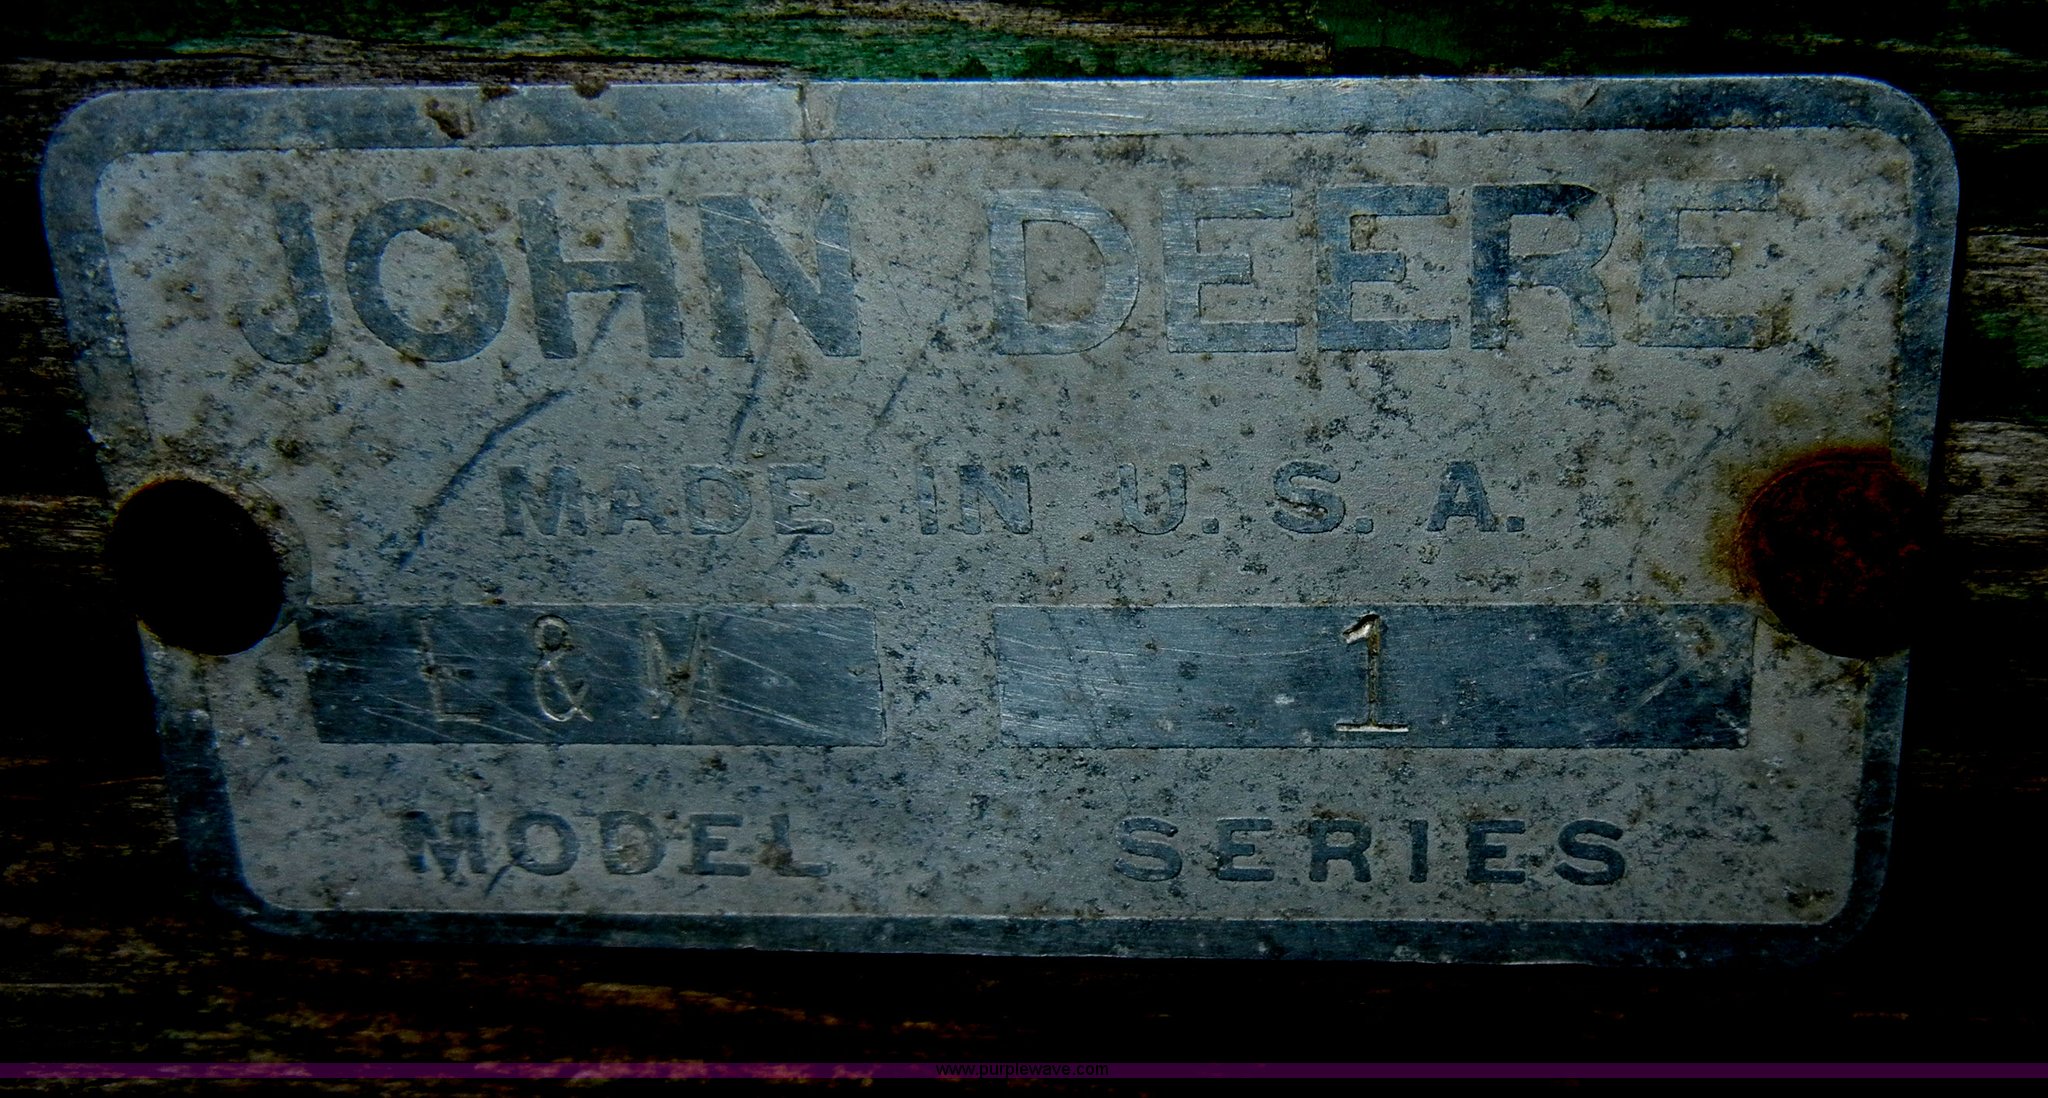 JOHN DEERE
MADE IN U.S.A.
L & M 1
MODEL SERIES
www.purplewave.com